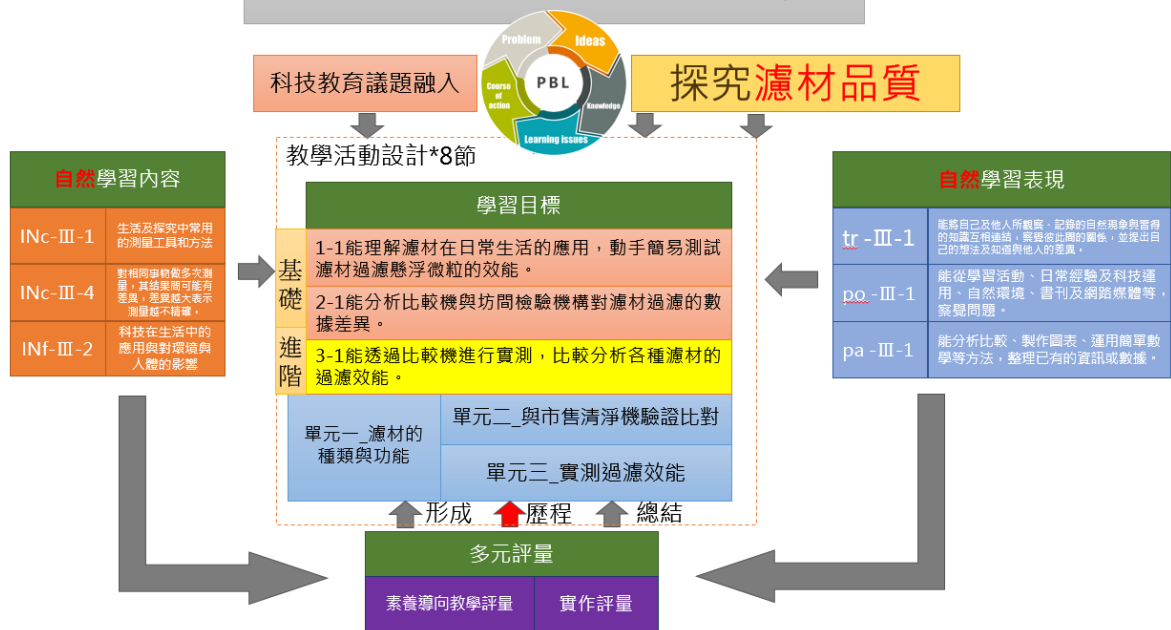 Problem
Ideas
PBL
Course
of
action
Knowledge
Learning issues
科技教育議題融入
探究濾材品質
教學活動設計*8節
自然學習內容
INc-Ⅲ-1
生活及探究中常用
的測量工具和方法
INc-Ⅲ-4
對相同事物做多次測
量，其結果間可能有
差異，差異越大表示
測量越不精確。
INf-Ⅲ-2
科技在生活中的
應用與對環境與
人體的影響
學習目標
基礎
1-1能理解濾材在日常生活的應用，動手簡易測試
濾材過濾懸浮微粒的效能。
2-1能分析比較機與坊間檢驗機構對濾材過濾的數
據差異。
進階
3-1能透過比較機進行實測，比較分析各種濾材的
過濾效能。
單元一_濾材的
種類與功能
單元二_與市售清淨機驗證比對
單元三_實測過濾效能
自然學習表現
tr -Ⅲ-1
能將自己及他人所觀察、記錄的自然現象與習得
的知識互相連結，察覺彼此間的關係，並提出自
己的想法及知道與他人的差異。
po -Ⅲ-1
能從學習活動、日常經驗及科技運
用、自然環境、書刊及網路媒體等，
察覺問題。
pa -Ⅲ-1
能分析比較、製作圖表、運用簡單數
學等方法，整理已有的資訊或數據。
形成
歷程
總結
多元評量
素養導向教學評量
實作評量